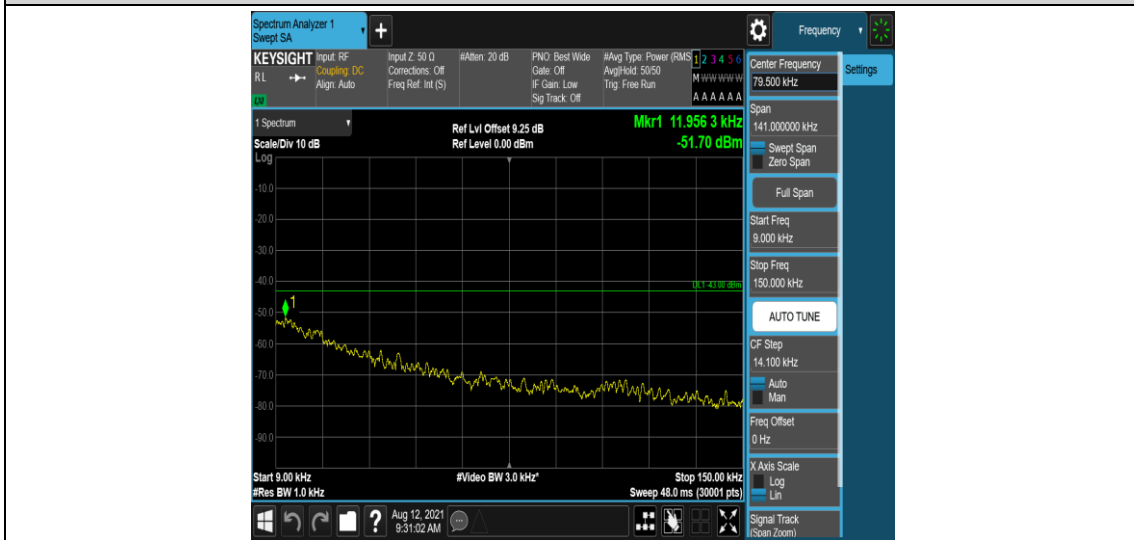 Spectrum Analyzer 1
Swept SA
+
Frequency
KEYSIGHT
RL
LXI
Input: RF
Coupling: DC
Align: Auto
Input Z: 50 Ω
Corrections: Off
Freq Ref: Int (S)
#Atten: 20 dB
PNO: Best Wide
Gate: Off
IF Gain: Low
Sig Track: Off
#Avg Type: Power (RMS
Avg|Hold: 50/50
Trig: Free Run
1 2 3 4 5 6
M W W W W W
A A A A A A
1 Spectrum
Scale/Div 10 dB
Log
Ref Lvl Offset 9.25 dB
Ref Level 0.00 dBm
Mkr1 11.956 3 kHz
-51.70 dBm
-10.0
-20.0
-30.0
-40.0
DL1 -43.00 dBm
-50.0
1
-60.0
-70.0
-80.0
-90.0
Start 9.00 kHz
#Res BW 1.0 kHz
#Video BW 3.0 kHz*
Stop 150.00 kHz
Sweep 48.0 ms (30001 pts)
?
Aug 12, 2021
9:31:02 AM
Center Frequency
79.500 kHz
Settings
Span
141.000000 kHz
Swept Span
Zero Span
Full Span
Start Freq
9.000 kHz
Stop Freq
150.000 kHz
AUTO TUNE
CF Step
14.100 kHz
Auto
Man
Freq Offset
0 Hz
X Axis Scale
Log
Lin
Signal Track
(Span Zoom)